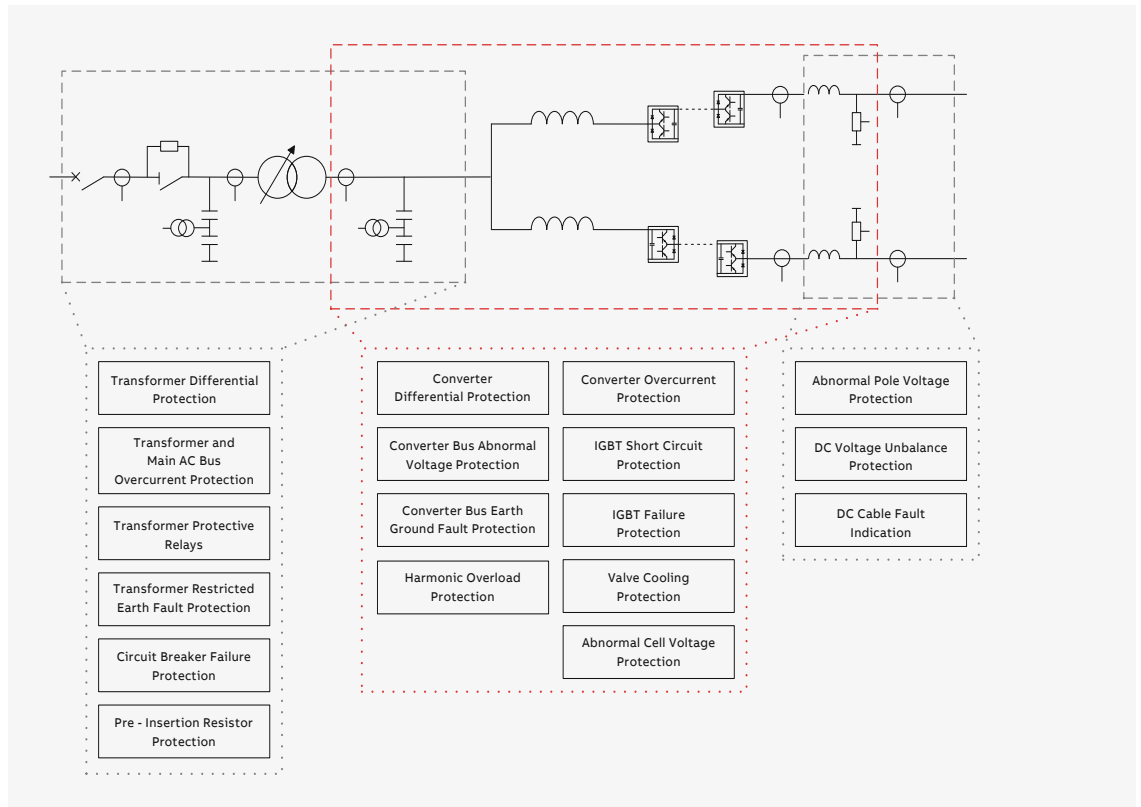 Transformer Differential
Protection
Transformer and
Main AC Bus
Overcurrent Protection
Transformer Protective
Relays
Transformer Restricted
Earth Fault Protection
Circuit Breaker Failure
Protection
Pre - Insertion Resistor
Protection
Converter
Differential Protection
Converter Bus Abnormal
Voltage Protection
Converter Bus Earth
Ground Fault Protection
Harmonic Overload
Protection
Converter Overcurrent
Protection
IGBT Short Circuit
Protection
IGBT Failure
Protection
Valve Cooling
Protection
Abnormal Cell Voltage
Protection
Abnormal Pole Voltage
Protection
DC Voltage Unbalance
Protection
DC Cable Fault
Indication